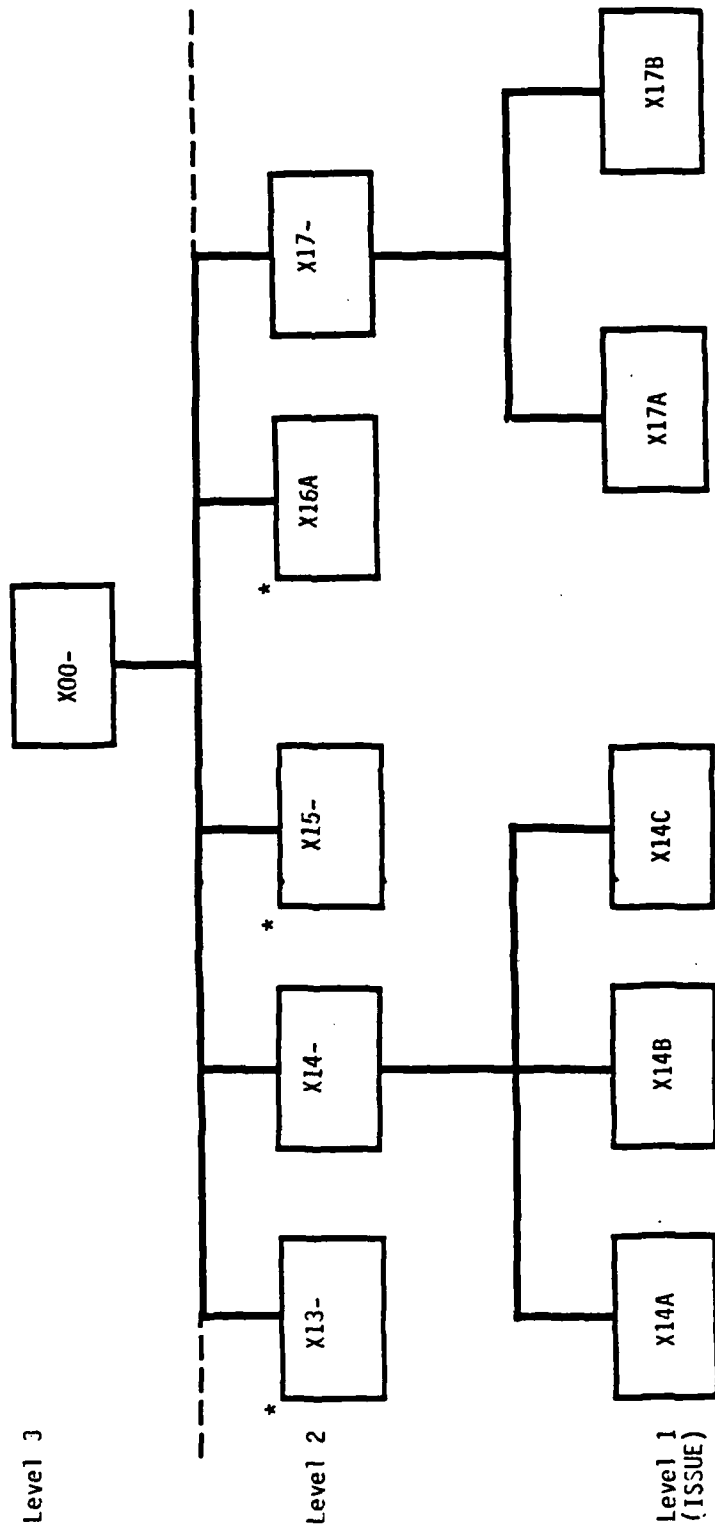 Level 3
X00-
Level 2
*
X13-
X14-
*
X15-
*
X16A
X17-
Level 1
(ISSUE)
X14A
X14B
X14C
X17A
X17B